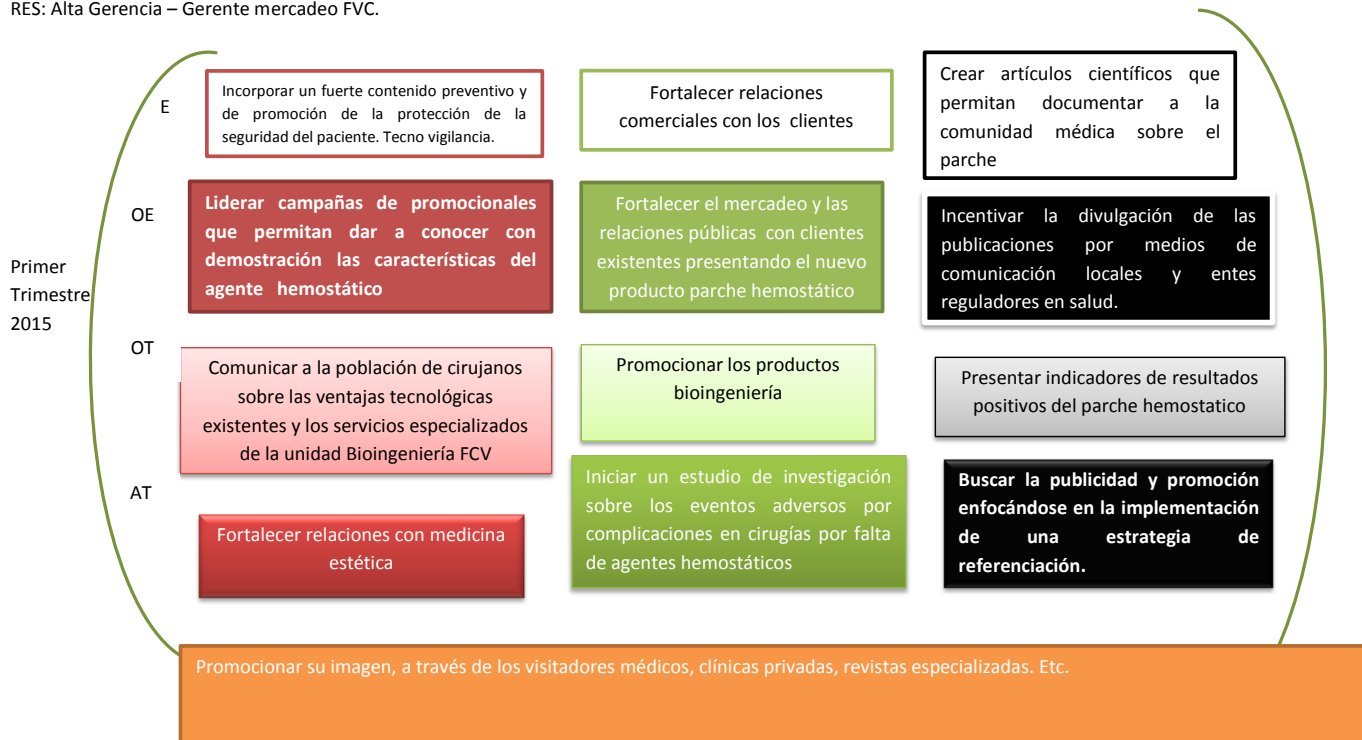 RES: Alta Gerencia – Gerente mercadeo FVC.
E
Incorporar un fuerte contenido preventivo y
de promoción de la protección de la
seguridad del paciente. Tecno vigilancia.
Fortalecer relaciones
comerciales con los clientes
Crear artículos científicos que
permitan documentar a la
comunidad médica sobre el
parche
OE
Liderar campañas de promocionales
que permitan dar a conocer con
demostración las características del
agente hemostático
Fortalecer el mercadeo y las
relaciones públicas con clientes
existentes presentando el nuevo
producto parche hemostático
Incentivar la divulgación de las
publicaciones por medios de
comunicación locales y entes
reguladores en salud.
Primer
Trimestre
2015
OT
Comunicar a la población de cirujanos
sobre las ventajas tecnológicas
existentes y los servicios especializados
de la unidad Bioingeniería FCV
Promocionar los productos
bioingeniería
Presentar indicadores de resultados
positivos del parche hemostatico
AT
Fortalecer relaciones con medicina
estética
Iniciar un estudio de investigación
sobre los eventos adversos por
complicaciones en cirugías por falta
de agentes hemostáticos
Buscar la publicidad y promoción
enfocándose en la implementación
de una estrategia de
referenciación.
Promocionar su imagen, a través de los visitadores médicos, clínicas privadas, revistas especializadas. Etc.